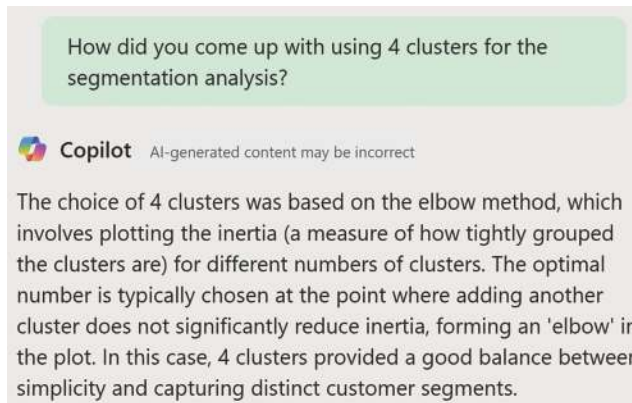 How did you come up with using 4 clusters for the
segmentation analysis?
Copilot AI-generated content may be incorrect
The choice of 4 clusters was based on the elbow method, which
involves plotting the inertia (a measure of how tightly grouped
the clusters are) for different numbers of clusters. The optimal
number is typically chosen at the point where adding another
cluster does not significantly reduce inertia, forming an 'elbow' in
the plot. In this case, 4 clusters provided a good balance between
simplicity and capturing distinct customer segments.